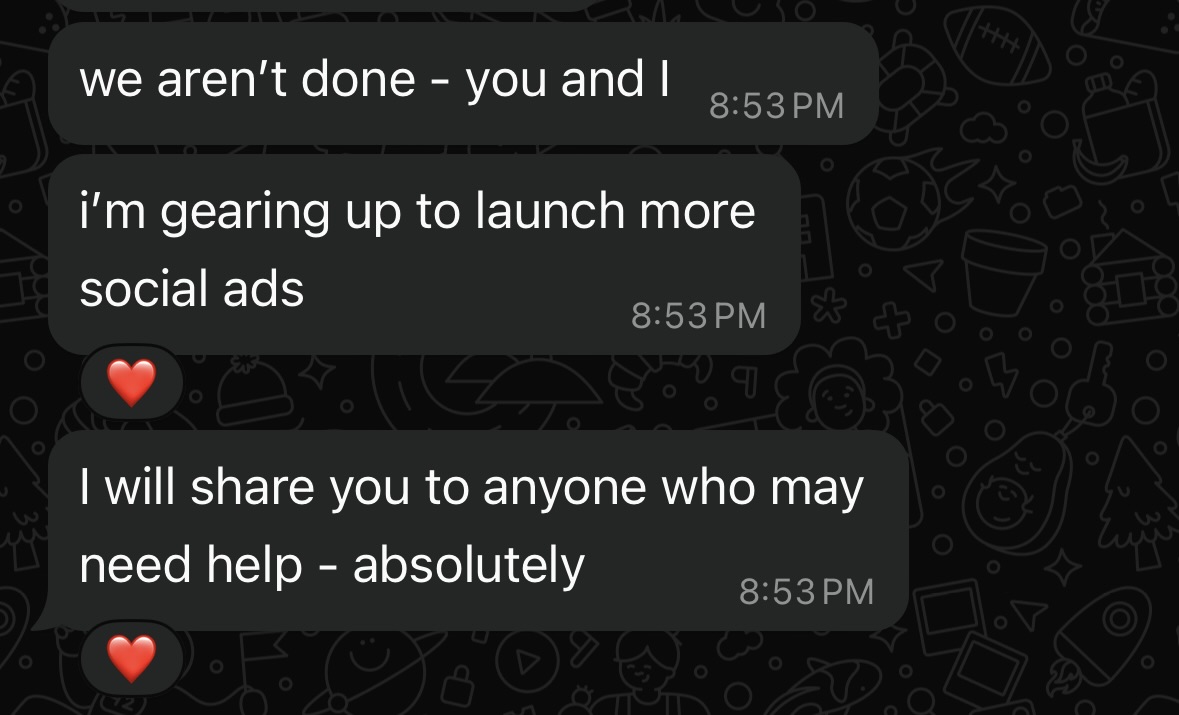 we aren’t done - you and I
8:53 PM
i’m gearing up to launch more
social ads
8:53 PM
I will share you to anyone who may
need help - absolutely
8:53 PM